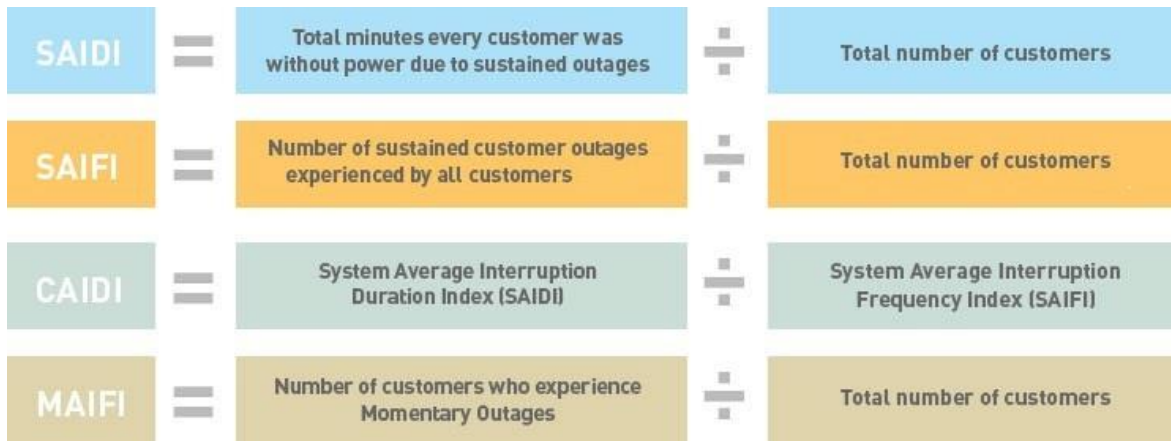 SAIDI = Total minutes every customer was ÷ Total number of customers
without power due to sustained outages
SAIFI = Number of sustained customer outages ÷ Total number of customers
experienced by all customers
CAIDI = System Average Interruption ÷ System Average Interruption
Duration Index (SAIDI) Frequency Index (SAIFI)
MAIFI = Number of customers who experience ÷ Total number of customers
Momentary Outages